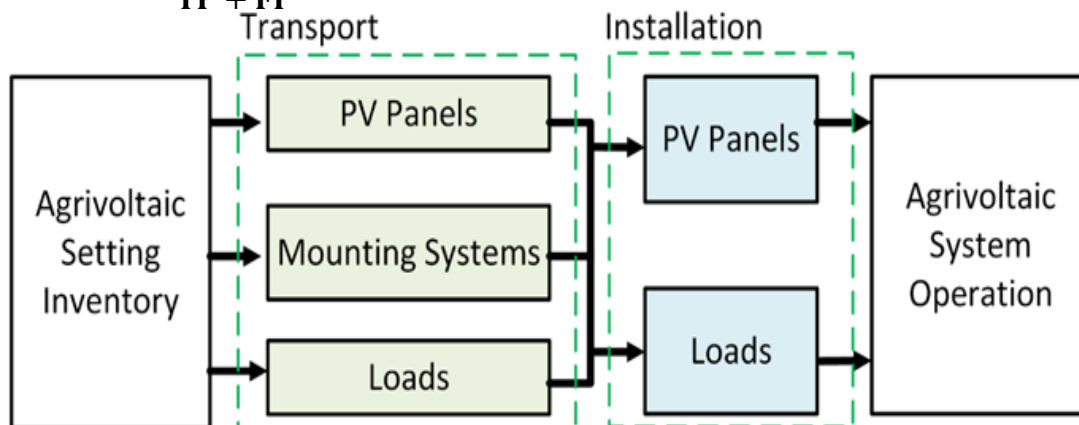 Transport
Installation
Agrivoltaic
Setting
Inventory
PV Panels
Mounting Systems
Loads
PV Panels
Loads
Agrivoltaic
System
Operation